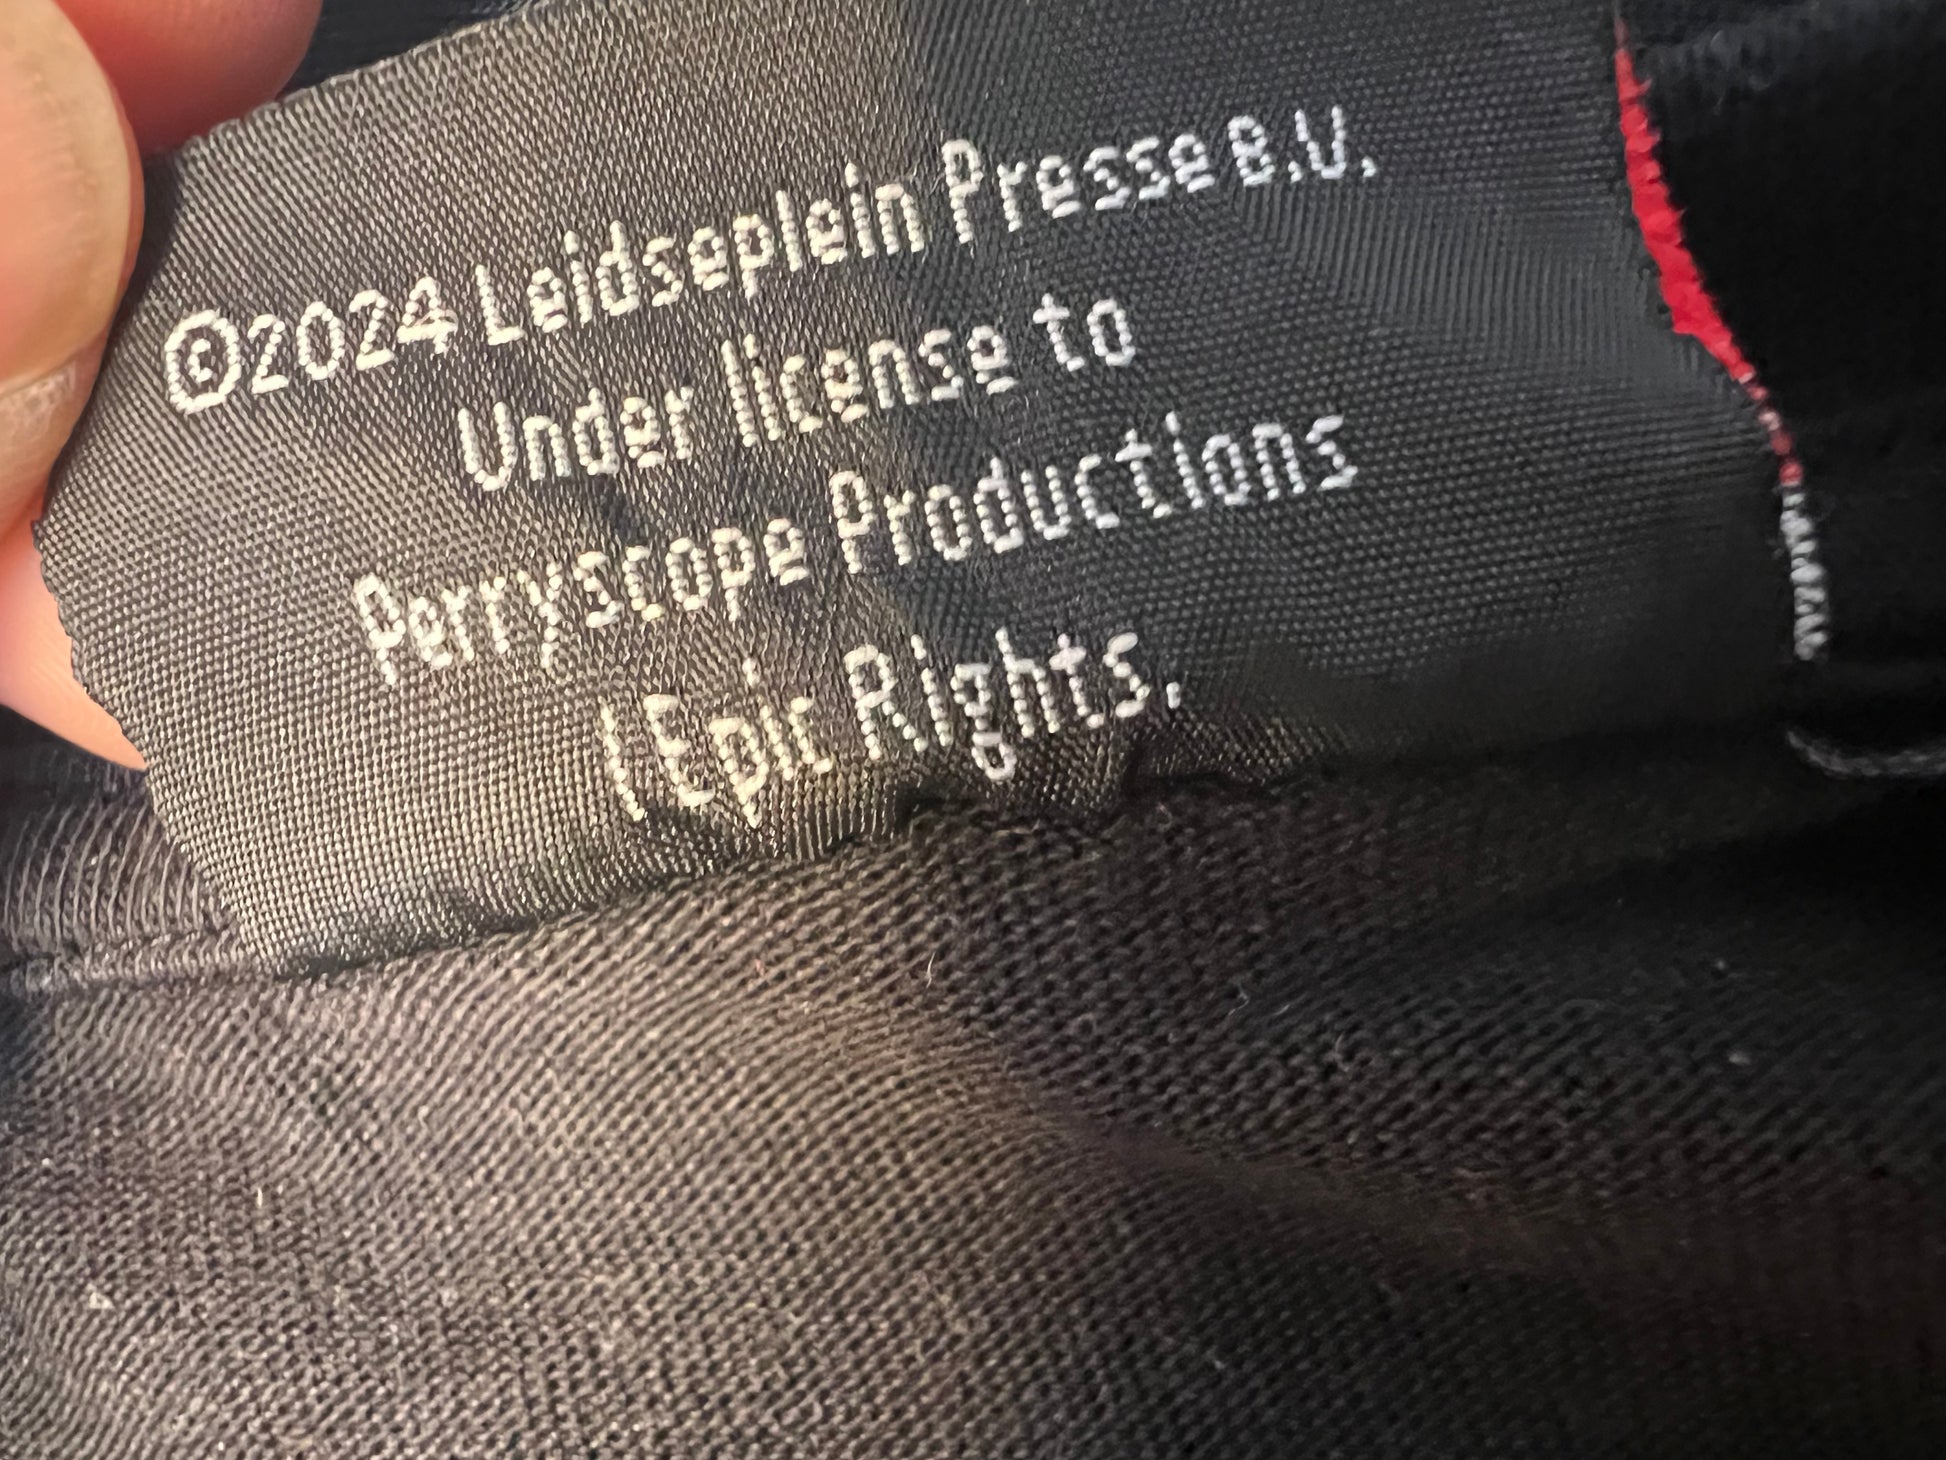 ©2024 Leidseplein Presse B.V.
Under license to
Perryscope Productions
/ Epic Rights.